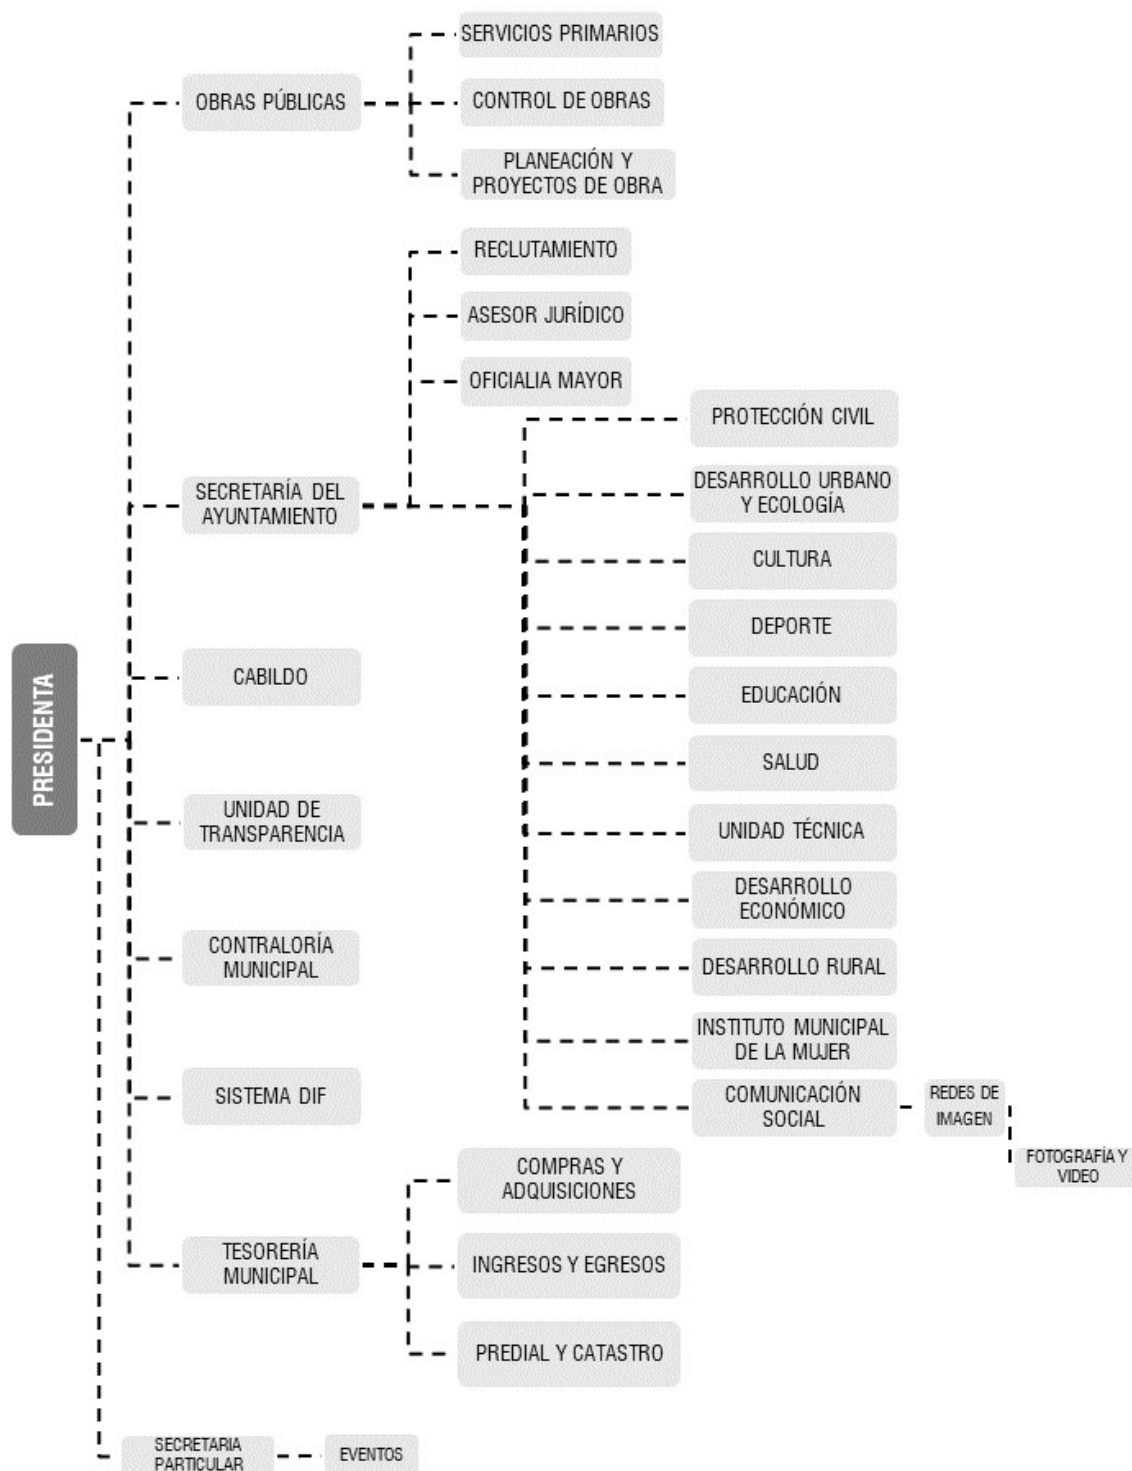 SERVICIOS PRIMARIOS
OBRAS PÚBLICAS
CONTROL DE OBRAS
PLANEACIÓN Y
PROYECTOS DE OBRA
RECLUTAMIENTO
ASESOR JURÍDICO
OFICIALIA MAYOR
SECRETARÍA DEL
AYUNTAMIENTO
PROTECCIÓN CIVIL
DESARROLLO URBANO
Y ECOLOGÍA
CULTURA
DEPORTE
EDUCACIÓN
SALUD
UNIDAD TÉCNICA
DESARROLLO
ECONÓMICO
DESARROLLO RURAL
INSTITUTO MUNICIPAL
DE LA MUJER
COMUNICACIÓN
SOCIAL
REDES DE
IMAGEN
FOTOGRAFÍA Y
VIDEO
PRESIDENTA
CABILDO
UNIDAD DE
TRANSPARENCIA
CONTRALORÍA
MUNICIPAL
SISTEMA DIF
TESORERÍA
MUNICIPAL
COMPRAS Y
ADQUISICIONES
INGRESOS Y EGRESOS
PREDIAL Y CATASTRO
SECRETARIA
PARTICULAR
EVENTOS